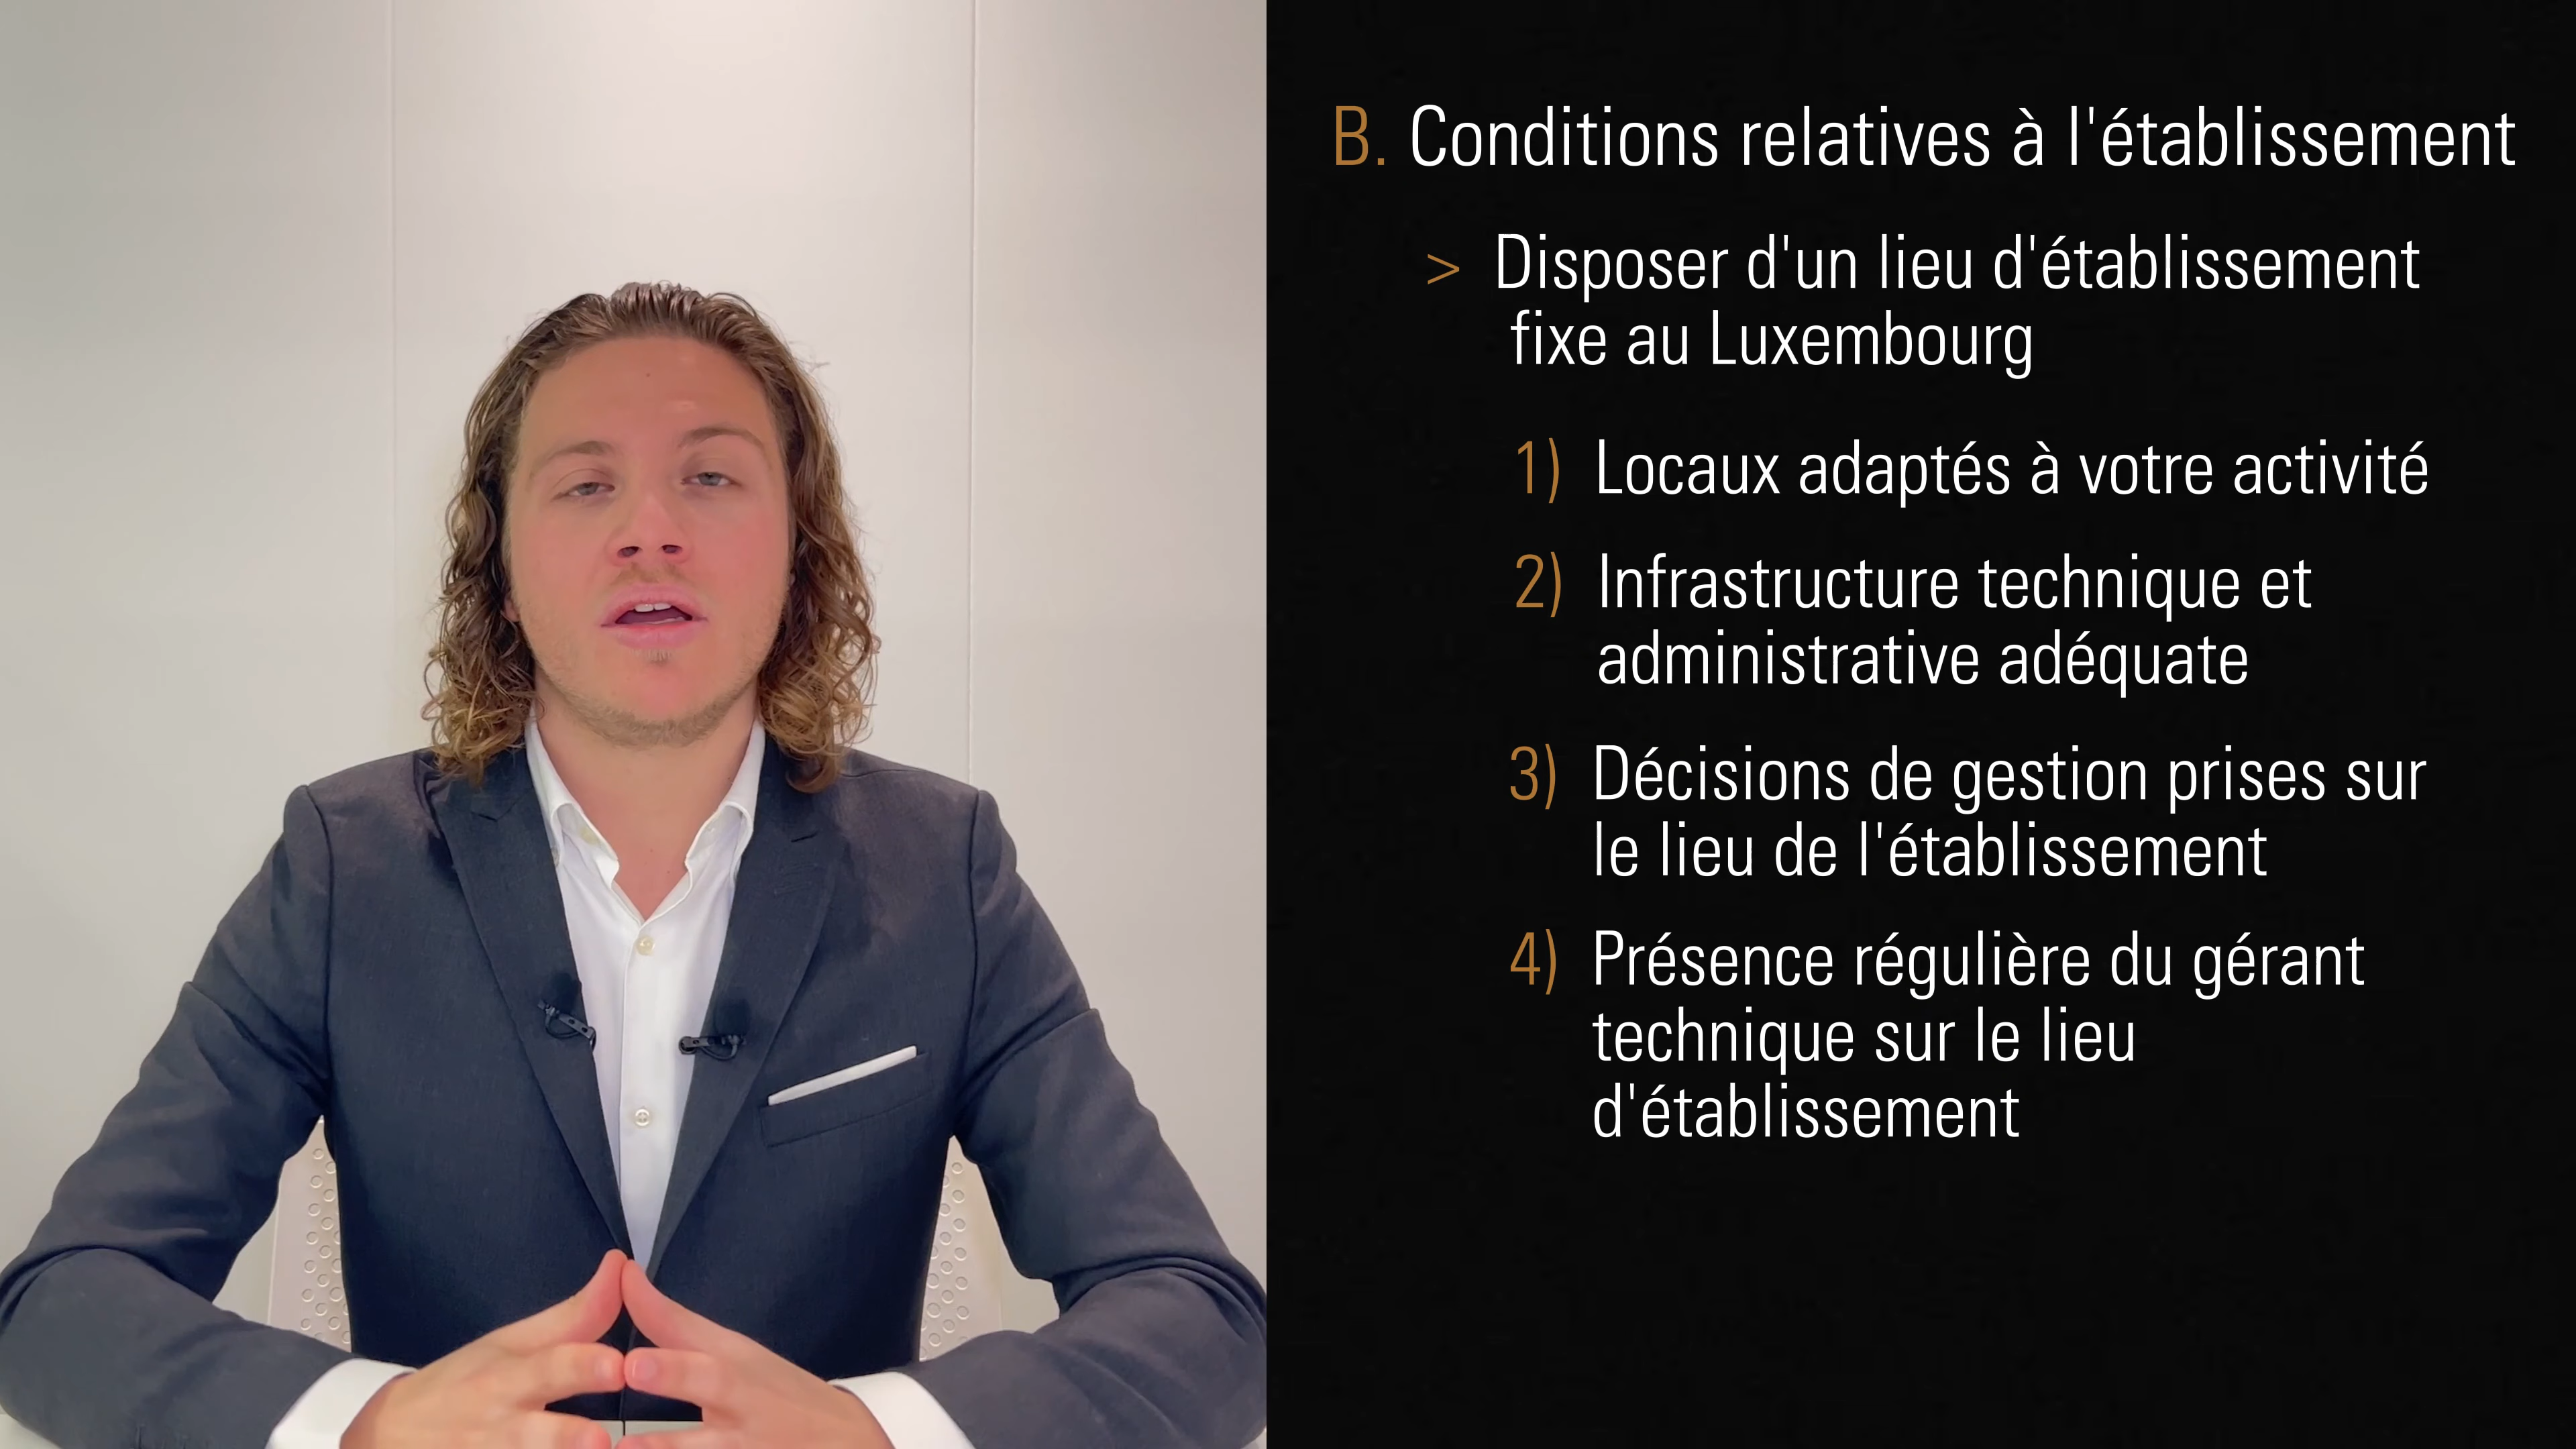 B. Conditions relatives à l'établissement
> Disposer d'un lieu d'établissement
fixe au Luxembourg
1) Locaux adaptés à votre activité
2) Infrastructure technique et
administrative adéquate
3) Décisions de gestion prises sur
le lieu de l'établissement
4) Présence régulière du gérant
technique sur le lieu
d'établissement